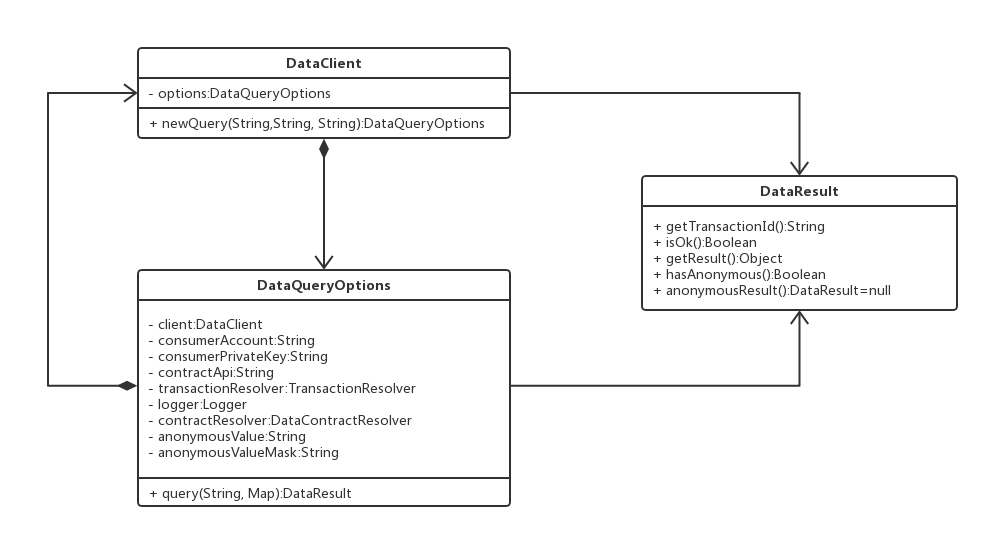 DataClient
- options:DataQueryOptions
+ newQuery(String,String, String):DataQueryOptions
DataResult
+ getTransactionId():String
+ isOk():Boolean
+ getResult():Object
+ hasAnonymous():Boolean
+ anonymousResult():DataResult=null
DataQueryOptions
- client:DataClient
- consumerAccount:String
- consumerPrivateKey:String
- contractApi:String
- transactionResolver:TransactionResolver
- logger:Logger
- contractResolver:DataContractResolver
- anonymousValue:String
- anonymousValueMask:String
+ query(String, Map):DataResult